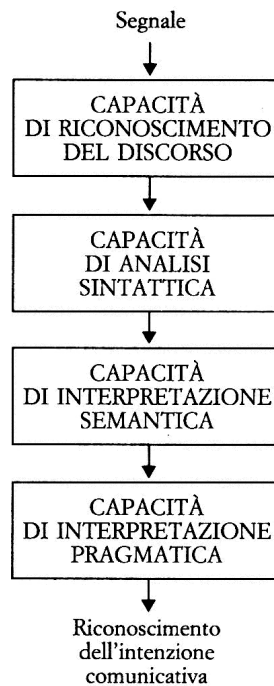 Segnale
CAPACITÀ
DI RICONOSCIMENTO
DEL DISCORSO
CAPACITÀ
DI ANALISI
SINTATTICA
CAPACITÀ
DI INTERPRETAZIONE
SEMANTICA
CAPACITÀ
DI INTERPRETAZIONE
PRAGMATICA
Riconoscimento
dell'intenzione
comunicativa